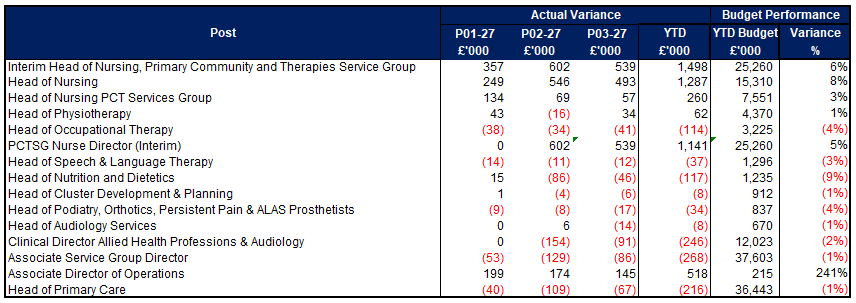 Actual Variance Budget Performance
Post P01-27 P02-27 P03-27 YTD YTD Budget Variance
£'000 £'000 £'000 £'000 £'000 %
Interim Head of Nursing, Primary Community and Therapies Service Group 357 602 539 1,498 25,260 6%
Head of Nursing 249 546 493 1,287 15,310 8%
Head of Nursing PCT Services Group 134 69 57 260 7,551 3%
Head of Physiotherapy 43 (16) 34 62 4,370 1%
Head of Occupational Therapy (38) (34) (41) (114) 3,225 (4%)
PCTSG Nurse Director (Interim) 0 602 539 1,141 25,260 5%
Head of Speech & Language Therapy (14) (11) (12) (37) 1,296 (3%)
Head of Nutrition and Dietetics 15 (86) (46) (117) 1,235 (9%)
Head of Cluster Development & Planning 1 (4) (6) (8) 912 (1%)
Head of Podiatry, Orthotics, Persistent Pain & ALAS Prosthetists (9) (8) (17) (34) 837 (4%)
Head of Audiology Services 0 6 (14) (8) 670 (1%)
Clinical Director Allied Health Professions & Audiology 0 (154) (91) (246) 12,023 (2%)
Associate Service Group Director (53) (129) (86) (268) 37,603 (1%)
Associate Director of Operations 199 174 145 518 215 241%
Head of Primary Care (40) (109) (67) (216) 36,443 (1%)